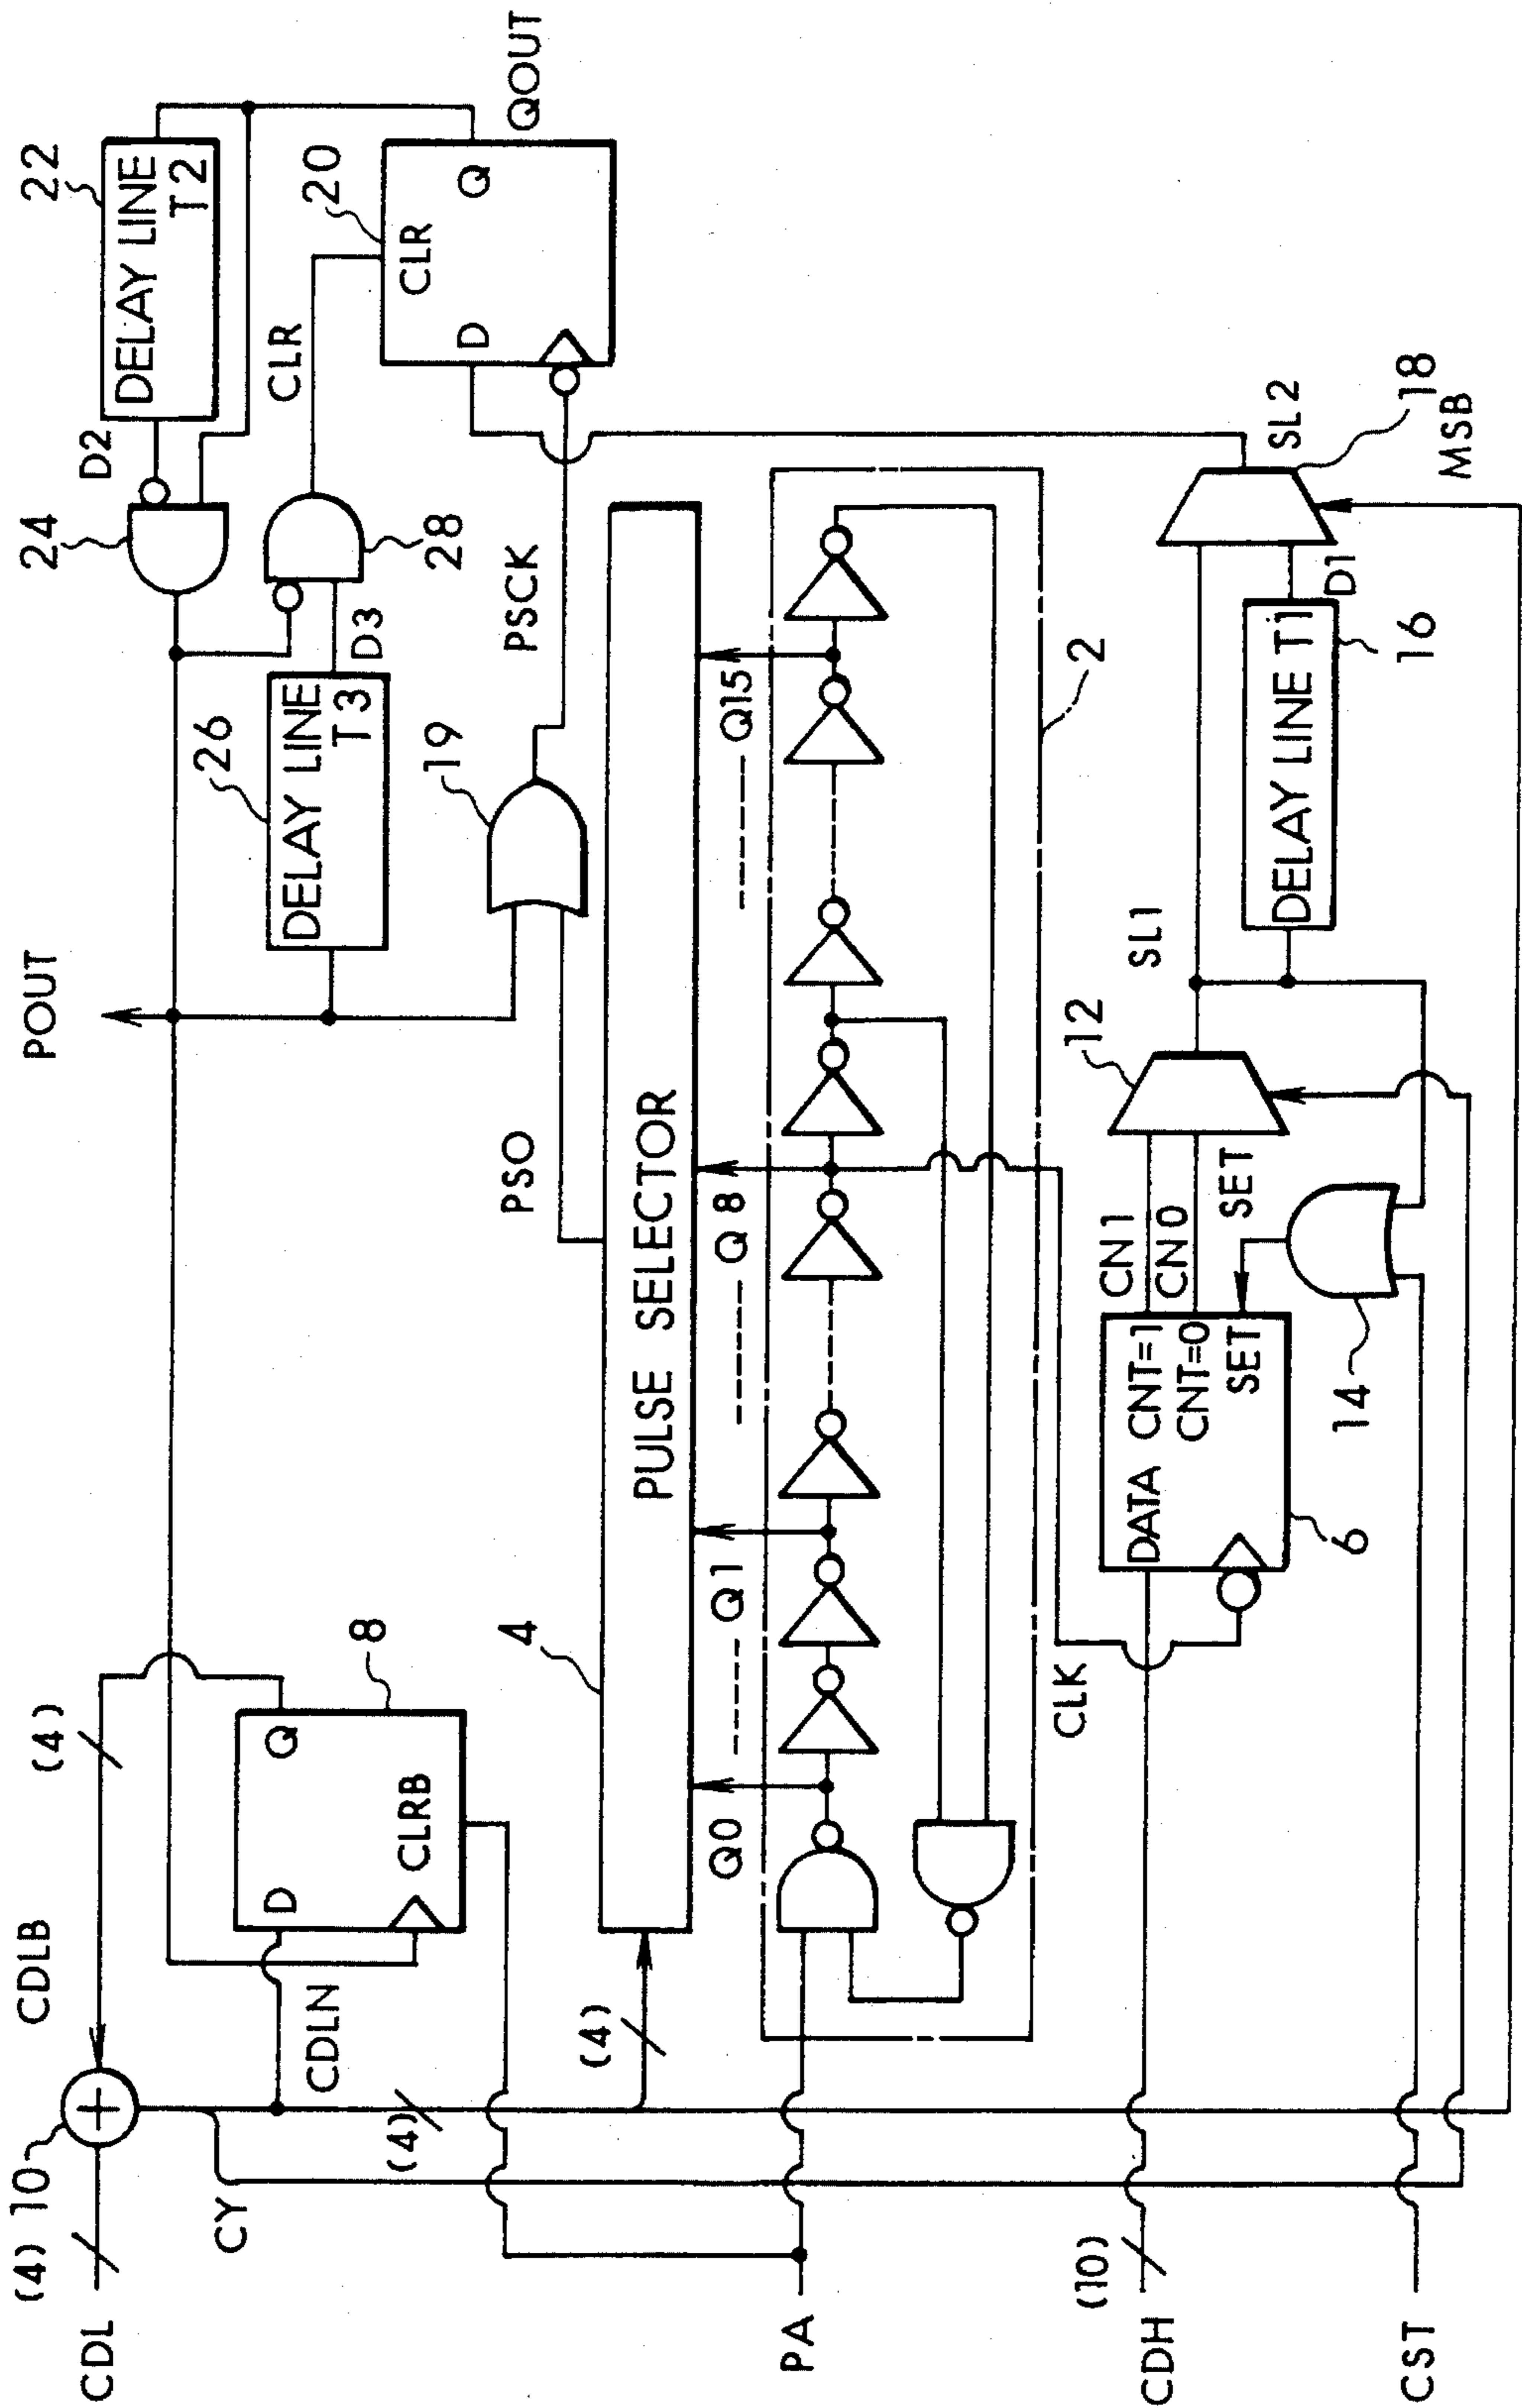 CDL
(4)
10
CDLB
(4)
POUT
24
D2
22
DELAY LINE
T2
CY
CDLN
D
Q
CLRB
8
26
DELAY LINE
T3
D3
28
CLR
20
CLR
D
Q
QOUT
(4)
(4)
4
PSO
19
PSCK
PULSE SELECTOR
Q0
Q1
Q8
Q15
PA
2
CLK
(10)
CDH
DATA
CNT=1
CNT=0
SET
6
CN1
CN0
SET
12
SL1
14
DELAY LINE T1
16
D1
SL2
18
MSB
CST